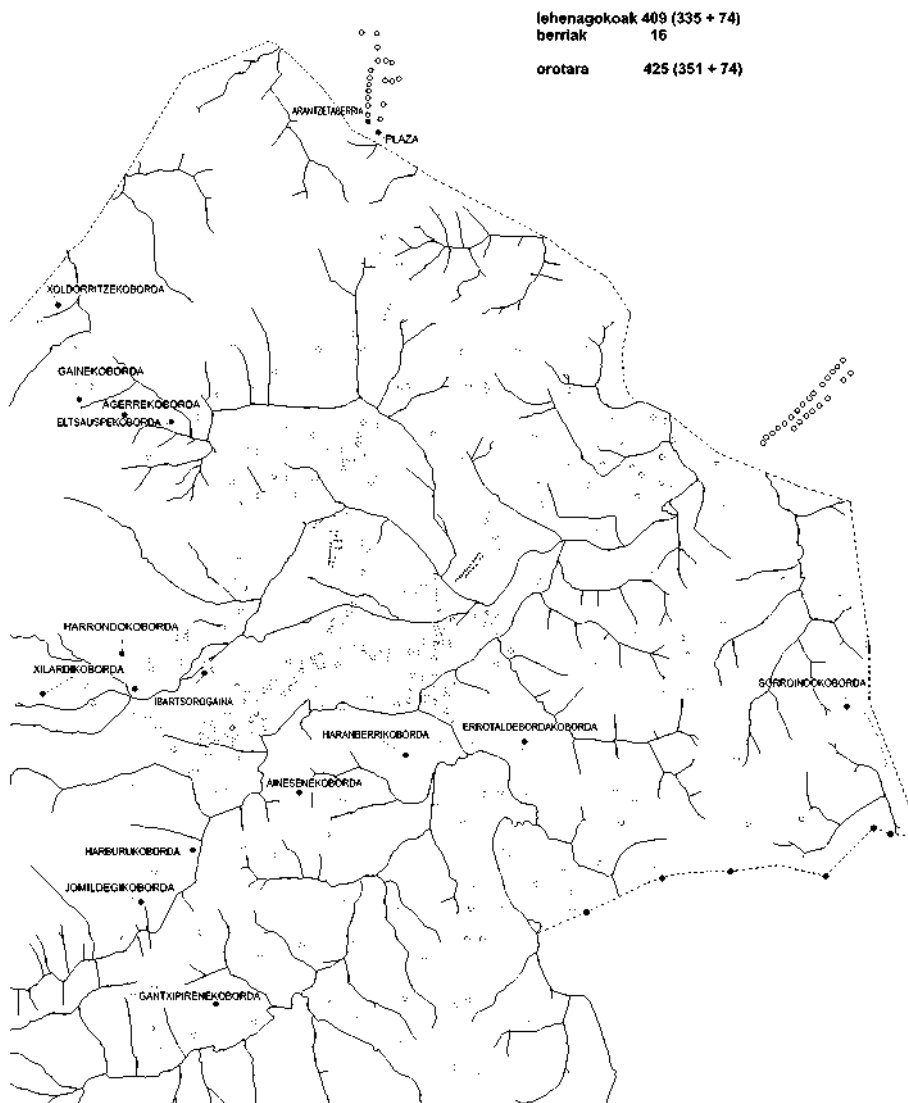 lehenagokoak 409 (335 + 74)
berriak 16
orotara 425 (351 + 74)
ARANTZETABERRIA
PLAZA
XOLDORRITZEKOBORDA
GAINEKOBORDA
AGERREKOBORDA
ELTSAUSPEKOBORDA
HARRONDOKOBORDA
XILARDIKOBORDA
IBARTSOROGAINA
SORROINDOKOBORDA
HARANBERRIKOBORDA
ERROTALDEBORDAKOBORDA
AINESENEKOBORDA
HARBURUKOBORDA
JOMILDEGIKOBORDA
GANTXIPIRENEKOBORDA